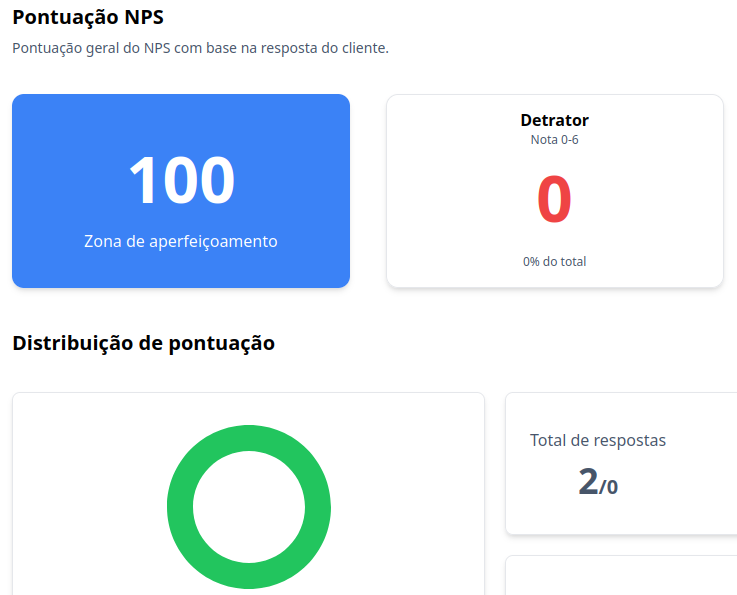 Pontuação NPS
Pontuação geral do NPS com base na resposta do cliente.
100
Zona de aperfeiçoamento
Detrator
Nota 0-6
0
0% do total
Distribuição de pontuação
Total de respostas
2/0